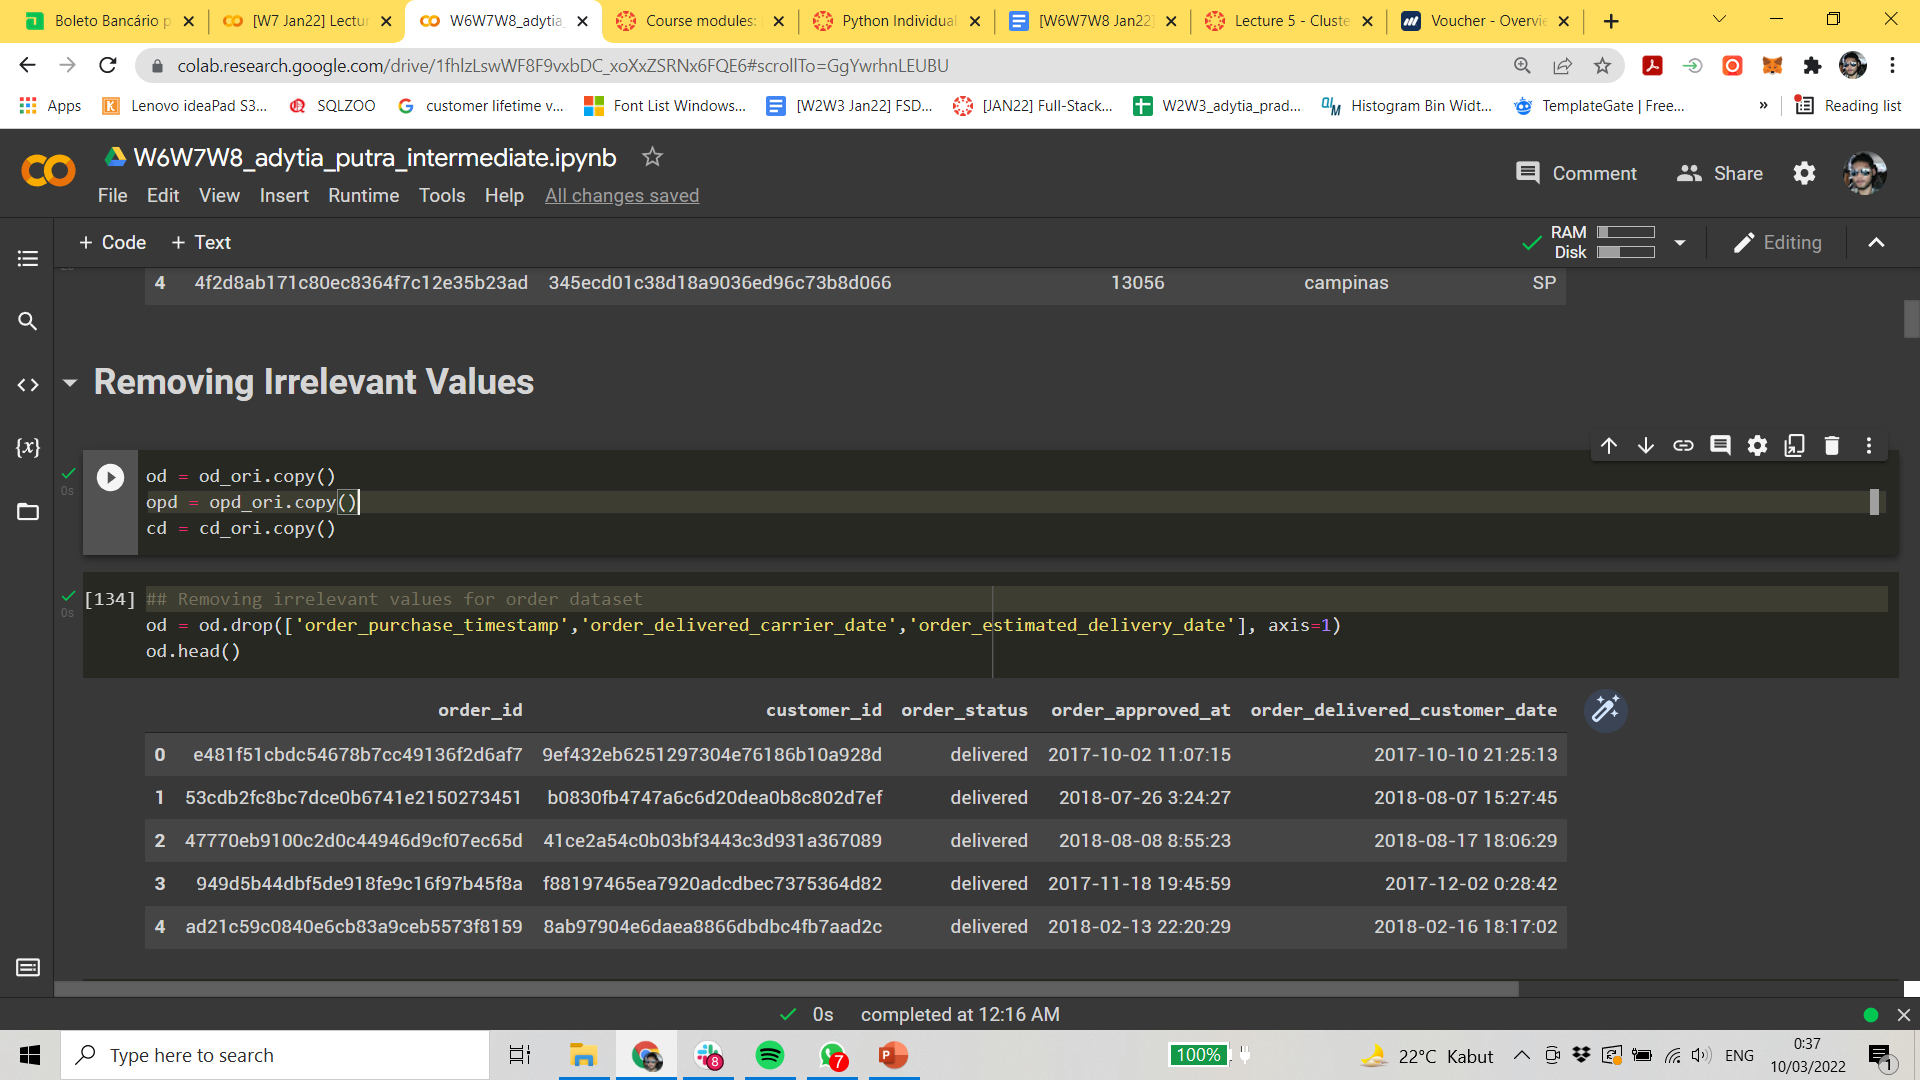 Boleto Bancário p
[W7 Jan22] Lectur
W6W7W8_adytia_
Course modules:
Python Individual
[W6W7W8 Jan22]
Lecture 5 - Cluste
Voucher - Overvie
colab.research.google.com/drive/1fhlzLswWF8F9vxbDC_xoXxZSRNx6FQE6#scrollTo=GgYwrhnLEUBU
Apps
Lenovo ideaPad S3...
SQLZOO
customer lifetime v...
Font List Windows...
[W2W3 Jan22] FSD...
[JAN22] Full-Stack...
W2W3_adytia_prad...
Histogram Bin Widt...
TemplateGate | Free...
»
Reading list
W6W7W8_adytia_putra_intermediate.ipynb
Comment
Share
File Edit View Insert Runtime Tools Help All changes saved
+ Code + Text
RAM
Disk
Editing
4 4f2d8ab171c80ec8364f7c12e35b23ad 345ecd01c38d18a9036ed96c73b8d066 13056 campinas SP
Removing Irrelevant Values
0s
od = od_ori.copy()
opd = opd_ori.copy()
cd = cd_ori.copy()
0s
[134] ## Removing irrelevant values for order dataset
od = od.drop(['order_purchase_timestamp','order_delivered_carrier_date','order_estimated_delivery_date'], axis=1)
od.head()
order_id customer_id order_status order_approved_at order_delivered_customer_date
0 e481f51cbdc54678b7cc49136f2d6af7 9ef432eb6251297304e76186b10a928d delivered 2017-10-02 11:07:15 2017-10-10 21:25:13
1 53cdb2fc8bc7dce0b6741e2150273451 b0830fb4747a6c6d20dea0b8c802d7ef delivered 2018-07-26 3:24:27 2018-08-07 15:27:45
2 47770eb9100c2d0c44946d9cf07ec65d 41ce2a54c0b03bf3443c3d931a367089 delivered 2018-08-08 8:55:23 2018-08-17 18:06:29
3 949d5b44dbf5de918fe9c16f97b45f8a f88197465ea7920adcdbec7375364d82 delivered 2017-11-18 19:45:59 2017-12-02 0:28:42
4 ad21c59c0840e6cb83a9ceb5573f8159 8ab97904e6daea8866dbdbc4fb7aad2c delivered 2018-02-13 22:20:29 2018-02-16 18:17:02
0s completed at 12:16 AM
Type here to search
8
7
100%
22°C Kabut
ENG
0:37
10/03/2022
1